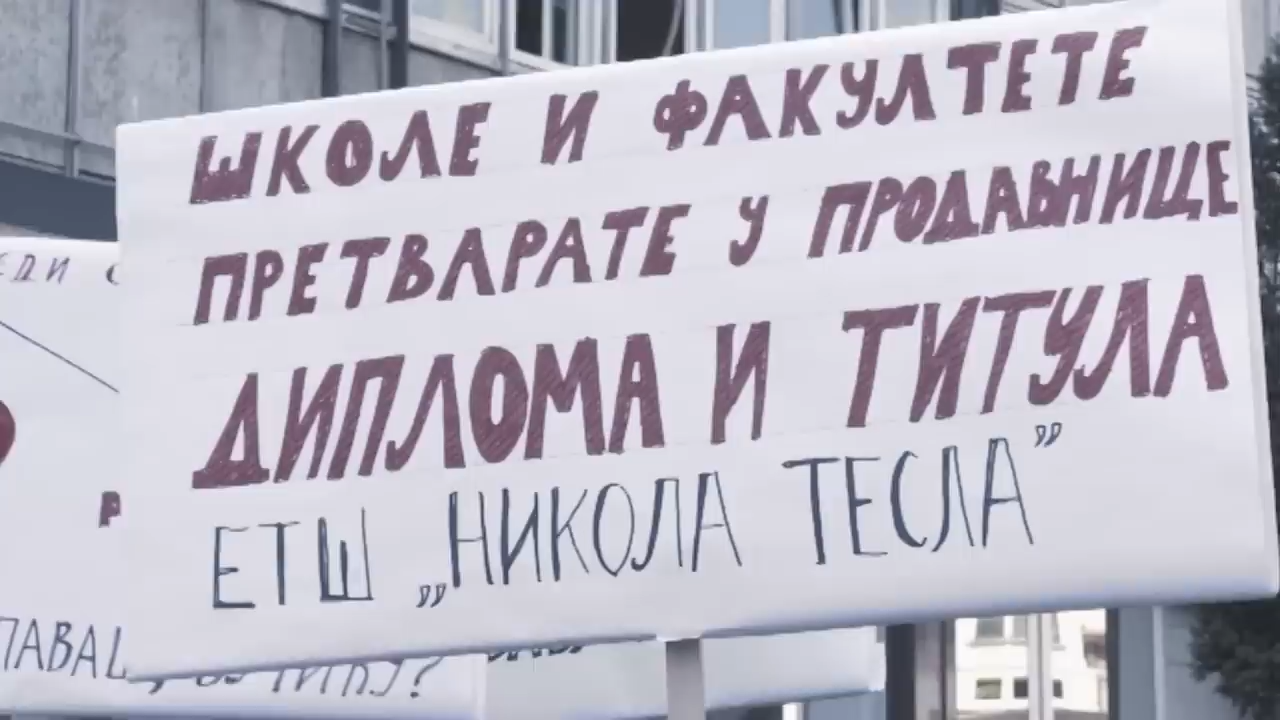 ШКОЛЕ И ФАКУЛТЕТЕ
ПРЕТВАРАТЕ У ПРОДАВНИЦЕ
ДИПЛОМА И ТИТУЛА
ЕТШ „НИКОЛА ТЕСЛА”